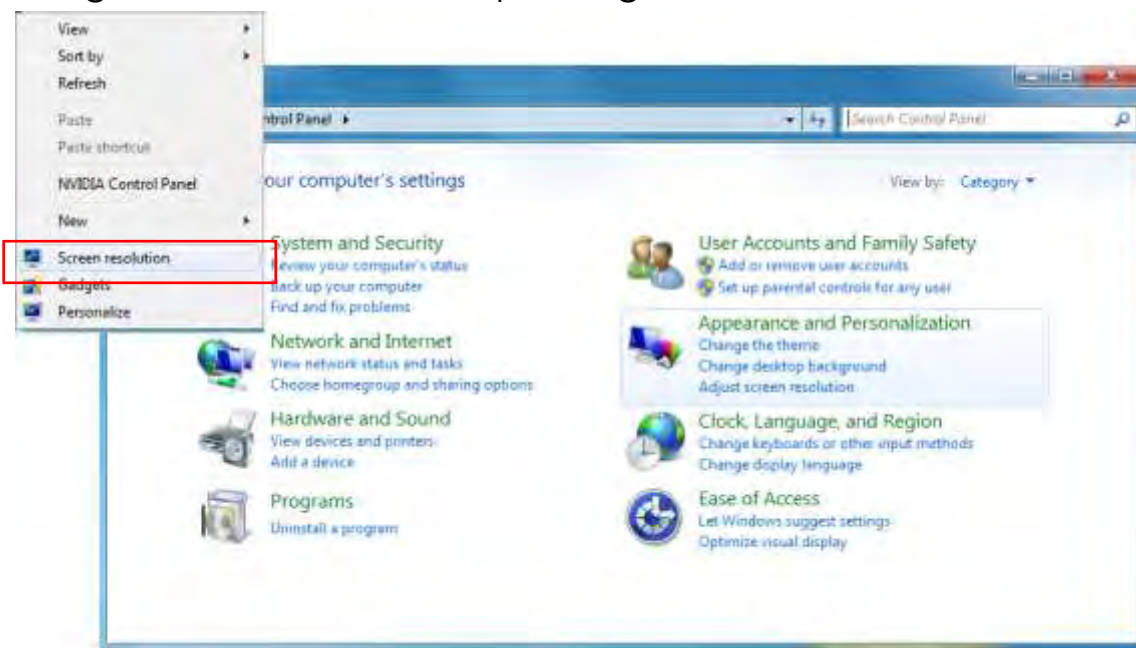 View
Sort by
Refresh
Paste
Paste shortcut
NVIDIA Control Panel
New
Screen resolution
Gadgets
Personalize
ntrol Panel
Search Control Panel
our computer's settings
View by: Category
System and Security
Review your computer's status
Back up your computer
Find and fix problems
Network and Internet
View network status and tasks
Choose homegroup and sharing options
Hardware and Sound
View devices and printers
Add a device
Programs
Uninstall a program
User Accounts and Family Safety
Add or remove user accounts
Set up parental controls for any user
Appearance and Personalization
Change the theme
Change desktop background
Adjust screen resolution
Clock, Language, and Region
Change keyboards or other input methods
Change display language
Ease of Access
Let Windows suggest settings
Optimize visual display